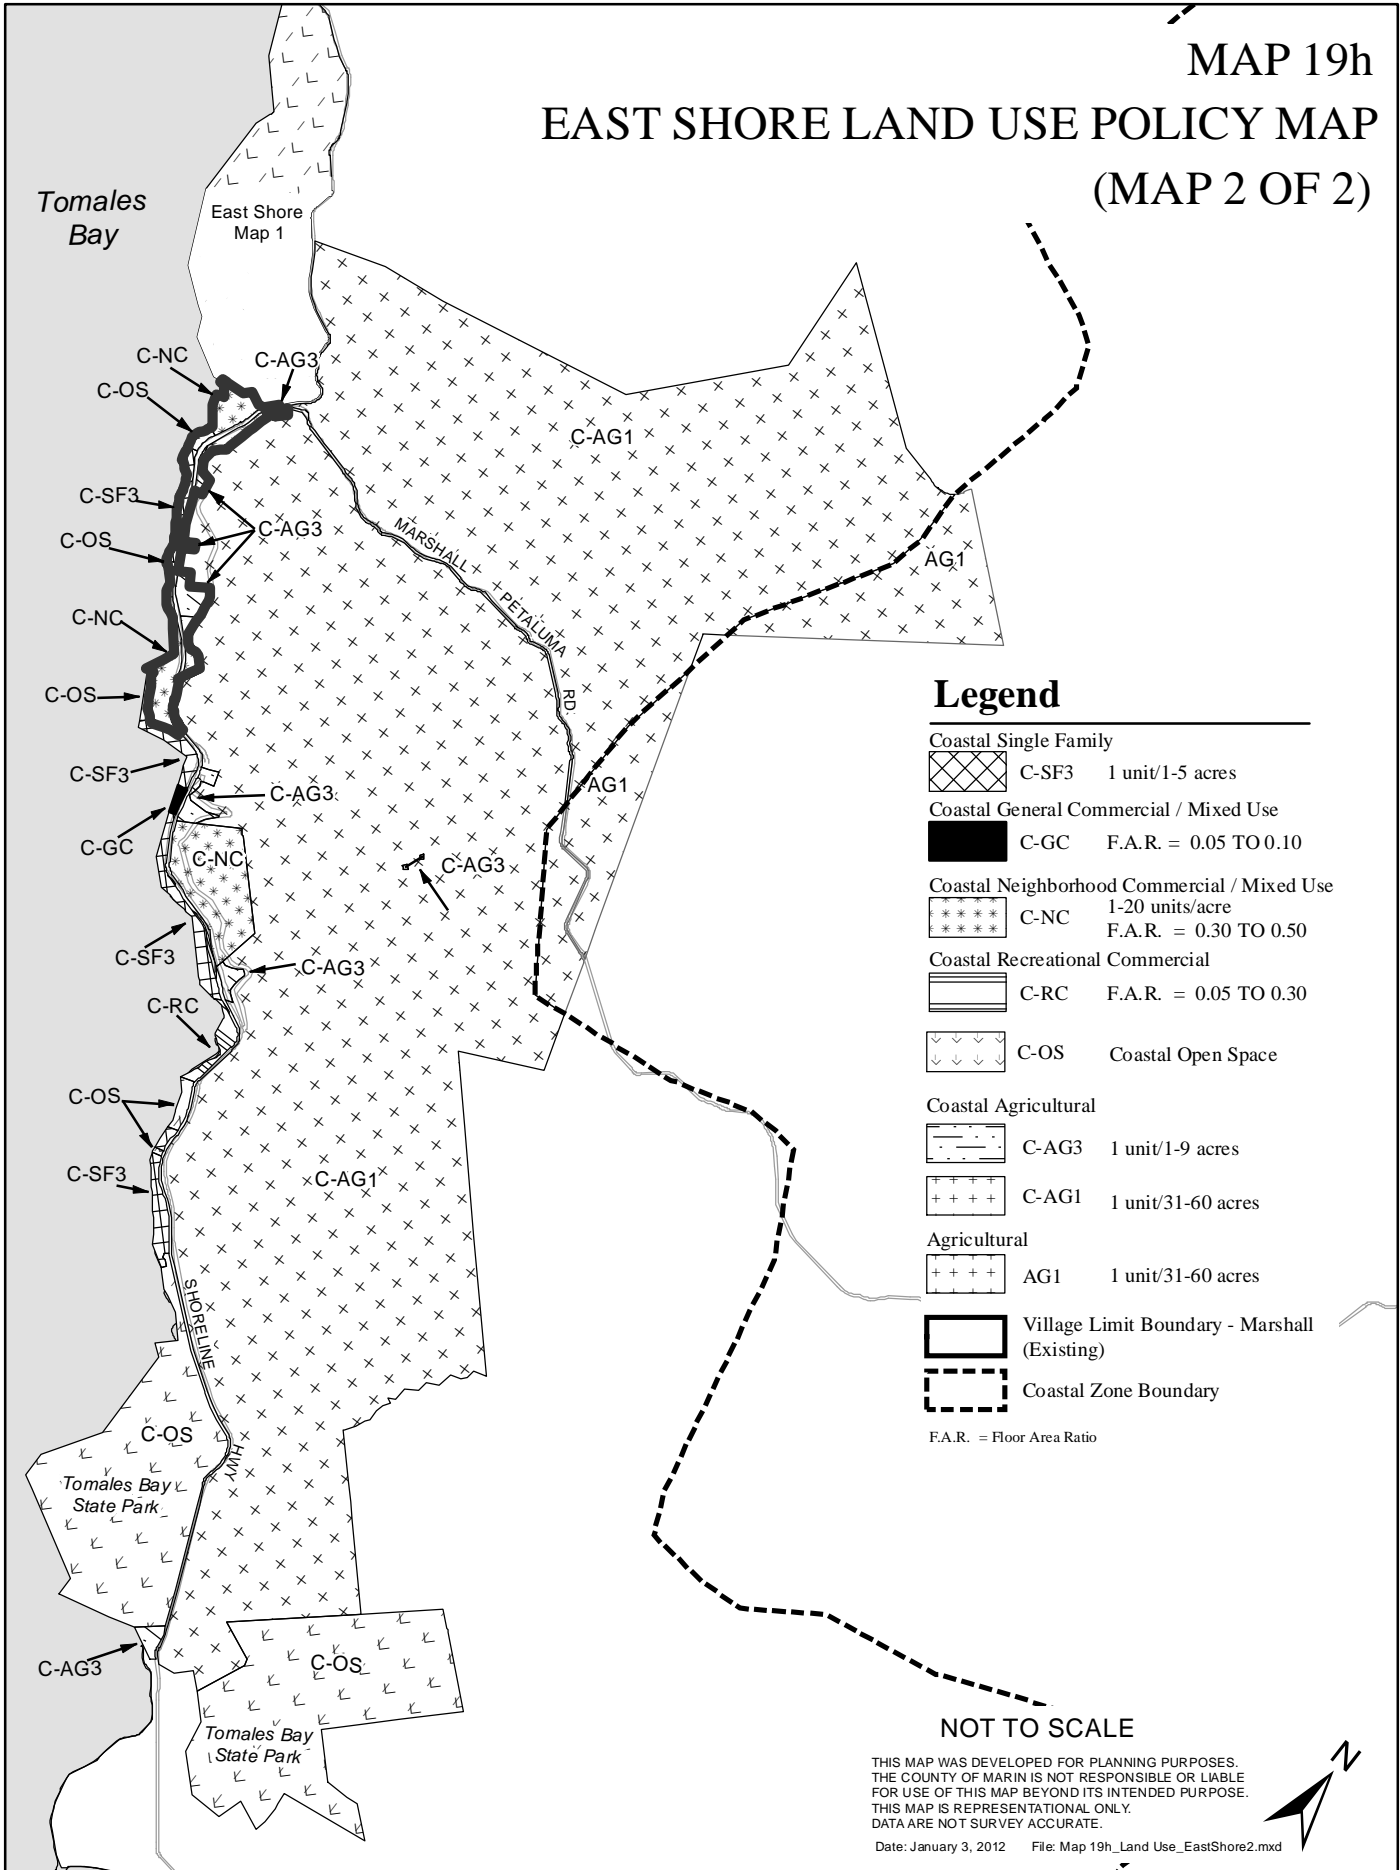 MAP 19h
EAST SHORE LAND USE POLICY MAP
(MAP 2 OF 2)
Tomales
Bay
East Shore
Map 1
C-NC
C-AG3
C-OS
C-AG1
C-SF3
C-AG3
C-OS
MARSHALL
PETALUMA
RD.
AG1
C-NC
C-OS
C-SF3
C-AG3
AG1
C-GC
C-NC
C-AG3
C-SF3
C-AG3
C-RC
C-OS
C-SF3
C-AG1
SHORELINE
HWY
C-OS
Tomales Bay
State Park
C-AG3
C-OS
Tomales Bay
State Park
Legend
Coastal Single Family
C-SF3 1 unit/1-5 acres
Coastal General Commercial / Mixed Use
C-GC F.A.R. = 0.05 TO 0.10
Coastal Neighborhood Commercial / Mixed Use
1-20 units/acre
C-NC
F.A.R. = 0.30 TO 0.50
Coastal Recreational Commercial
C-RC F.A.R. = 0.05 TO 0.30
C-OS Coastal Open Space
Coastal Agricultural
C-AG3 1 unit/1-9 acres
C-AG1 1 unit/31-60 acres
Agricultural
AG1 1 unit/31-60 acres
Village Limit Boundary - Marshall
(Existing)
Coastal Zone Boundary
F.A.R. = Floor Area Ratio
NOT TO SCALE
THIS MAP WAS DEVELOPED FOR PLANNING PURPOSES.
THE COUNTY OF MARIN IS NOT RESPONSIBLE OR LIABLE
FOR USE OF THIS MAP BEYOND ITS INTENDED PURPOSE.
THIS MAP IS REPRESENTATIONAL ONLY.
DATA ARE NOT SURVEY ACCURATE.
Date: January 3, 2012 File: Map 19h_Land Use_EastShore2.mxd
N